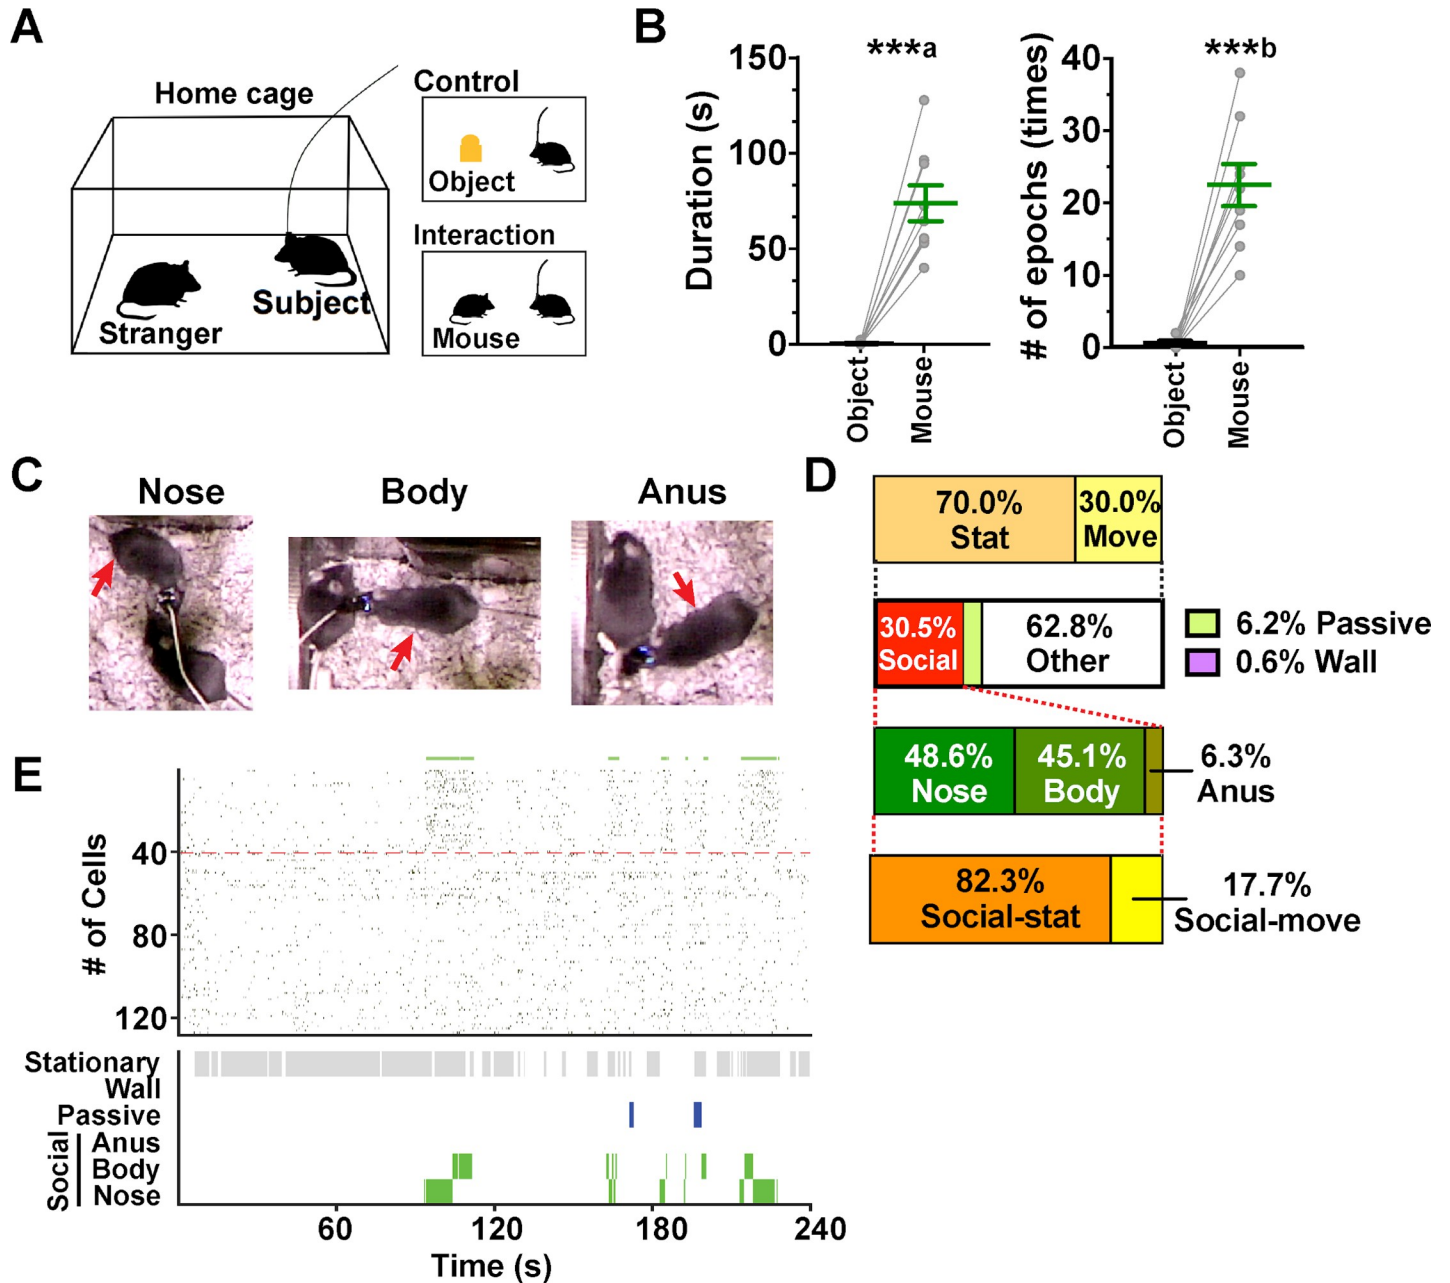 A
Home cage
Stranger
Subject
Control
Object
Interaction
Mouse
B
***a
Duration (s)
150
100
50
0
Object
Mouse
***b
# of epochs (times)
40
30
20
10
0
Object
Mouse
C
Nose
Body
Anus
D
70.0%
Stat
30.0%
Move
30.5%
Social
62.8%
Other
6.2% Passive
0.6% Wall
48.6%
Nose
45.1%
Body
6.3%
Anus
82.3%
Social-stat
17.7%
Social-move
E
# of Cells
40
80
120
Stationary
Wall
Passive
Social
Anus
Body
Nose
60
120
180
240
Time (s)